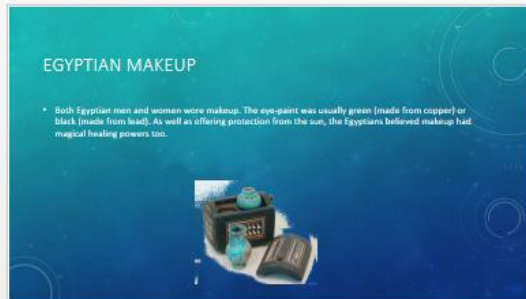 EGYPTIAN MAKEUP
• Both Egyptian men and women wore makeup. The eye-paint was usually green (made from copper) or
black (made from lead). As well as offering protection from the sun, the Egyptians believed makeup had
magical healing powers too.